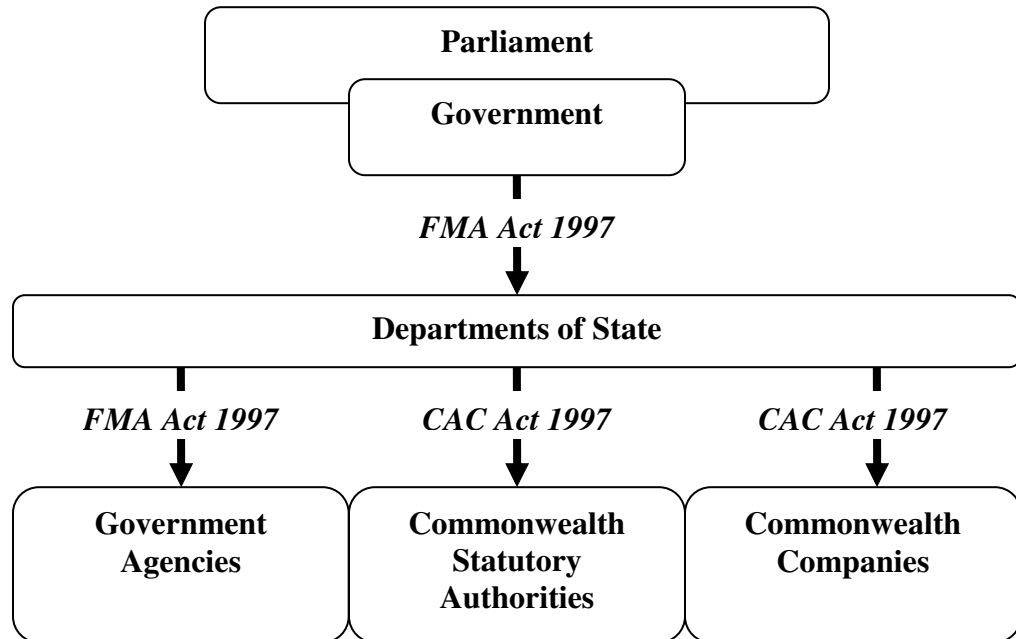 Parliament
Government
FMA Act 1997
Departments of State
FMA Act 1997
CAC Act 1997
CAC Act 1997
Government
Agencies
Commonwealth
Statutory
Authorities
Commonwealth
Companies